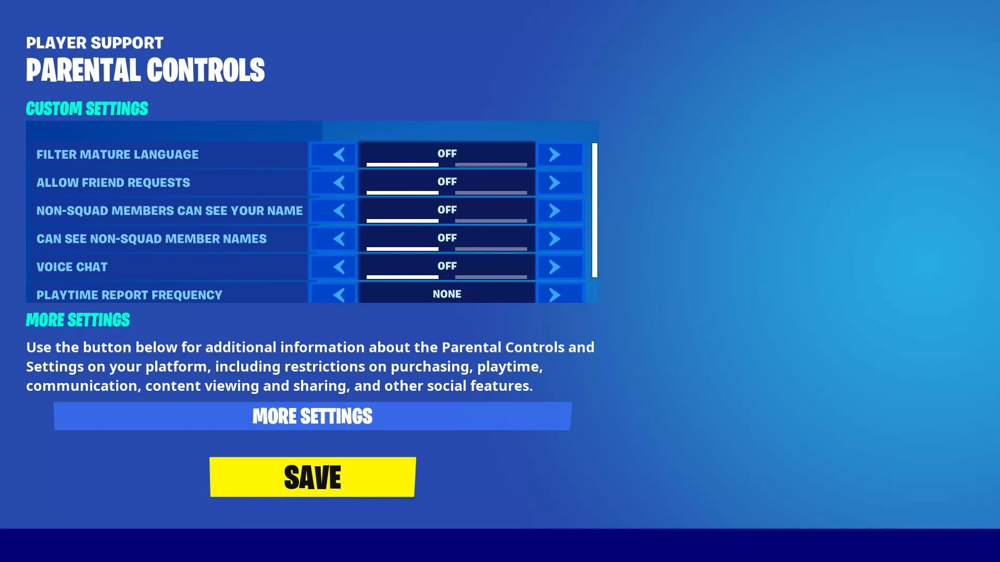 PLAYER SUPPORT
PARENTAL CONTROLS
CUSTOM SETTINGS
FILTER MATURE LANGUAGE OFF
ALLOW FRIEND REQUESTS OFF
NON-SQUAD MEMBERS CAN SEE YOUR NAME OFF
CAN SEE NON-SQUAD MEMBER NAMES OFF
VOICE CHAT OFF
PLAYTIME REPORT FREQUENCY NONE
MORE SETTINGS
Use the button below for additional information about the Parental Controls and
Settings on your platform, including restrictions on purchasing, playtime,
communication, content viewing and sharing, and other social features.
MORE SETTINGS
SAVE